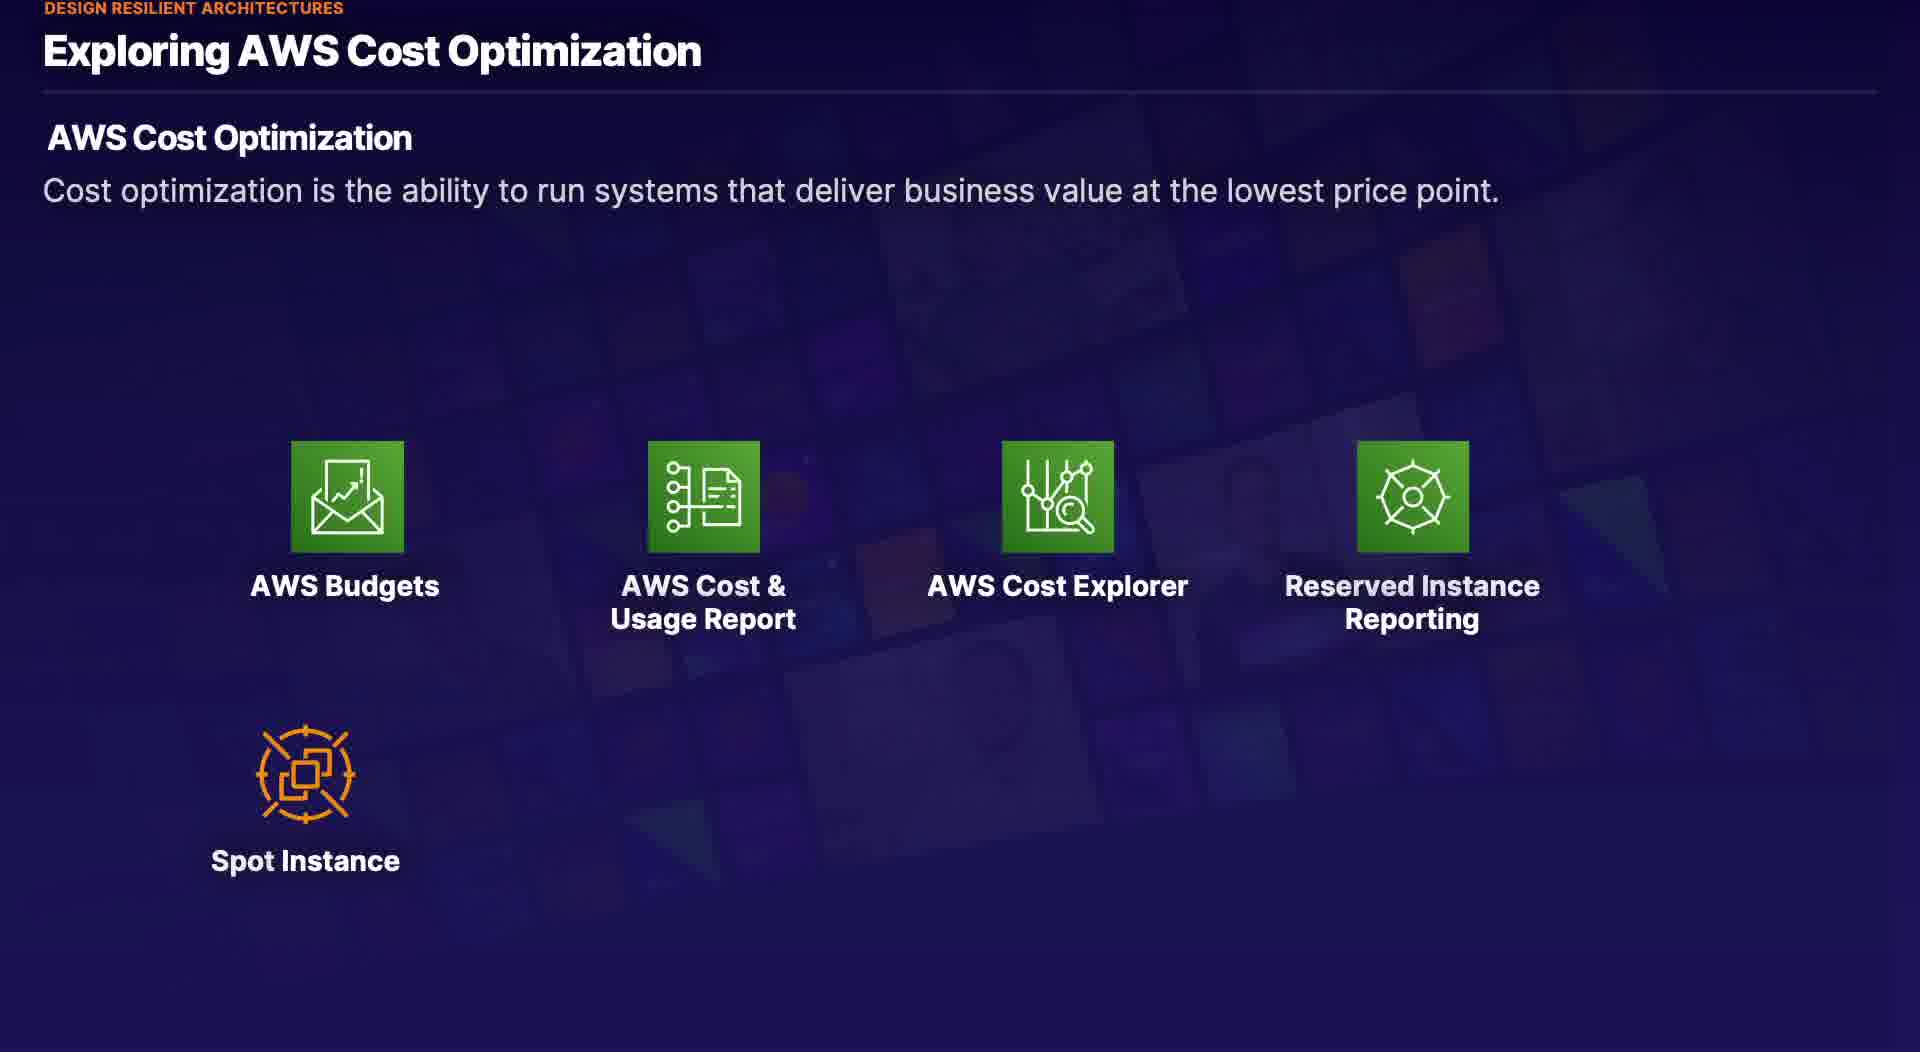 DESIGN RESILIENT ARCHITECTURES
Exploring AWS Cost Optimization
AWS Cost Optimization
Cost optimization is the ability to run systems that deliver business value at the lowest price point.
AWS Budgets
AWS Cost &
Usage Report
AWS Cost Explorer
Reserved Instance
Reporting
Spot Instance